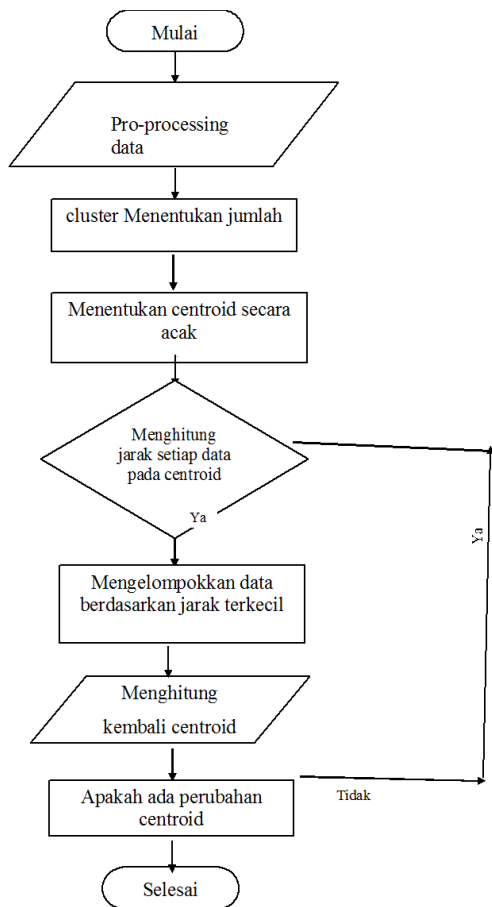 Mulai
Pro-processing
data
cluster Menentukan jumlah
Menentukan centroid secara
acak
Menghitung
jarak setiap data
pada centroid
Ya
Ya
Mengelompokkan data
berdasarkan jarak terkecil
Menghitung
kembali centroid
Apakah ada perubahan
centroid
Tidak
Selesai